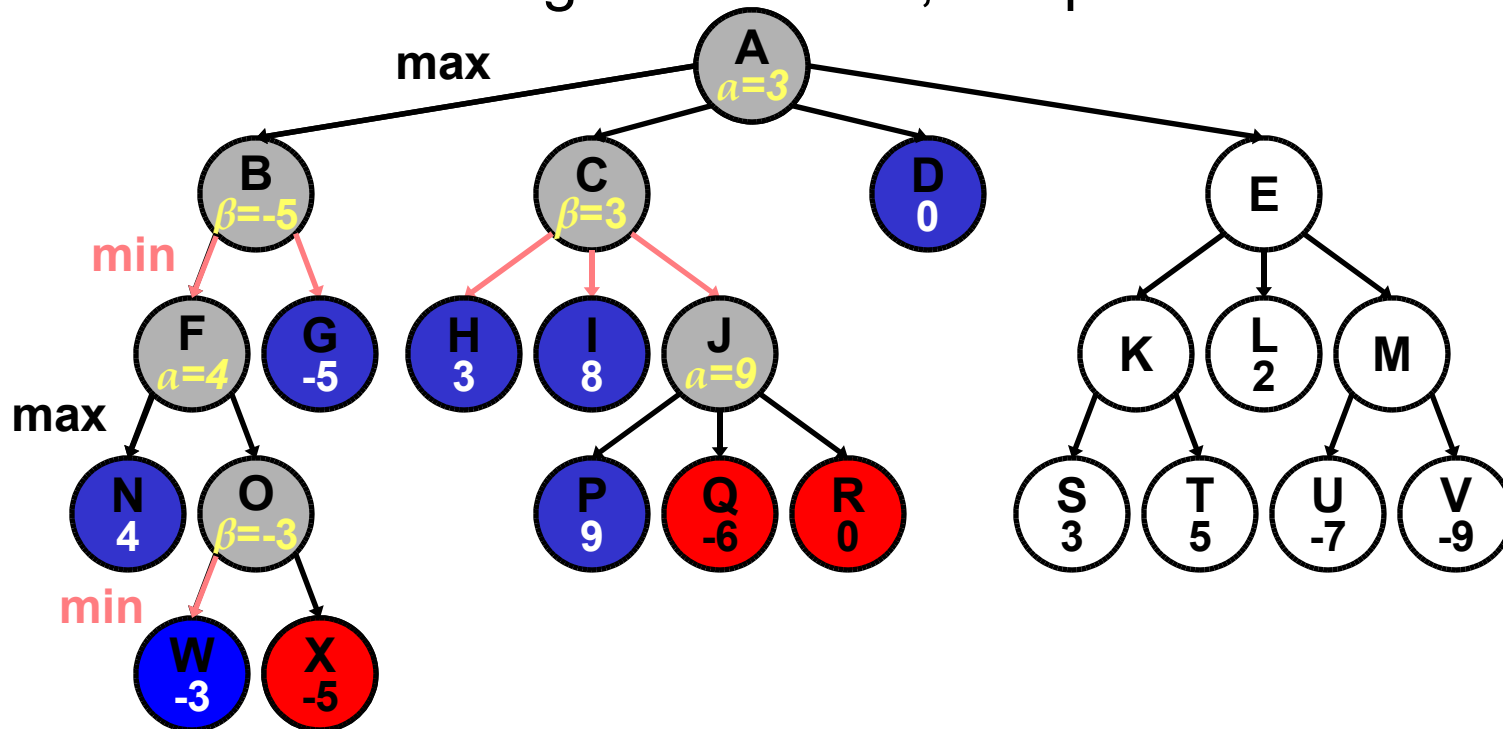 max
A
α=3
B
β=-5
C
β=3
D
0
E
min
F
α=4
G
-5
H
3
I
8
J
α=9
K
L
2
M
max
N
4
O
β=-3
P
9
Q
-6
R
0
S
3
T
5
U
-7
V
-9
min
W
-3
X
-5